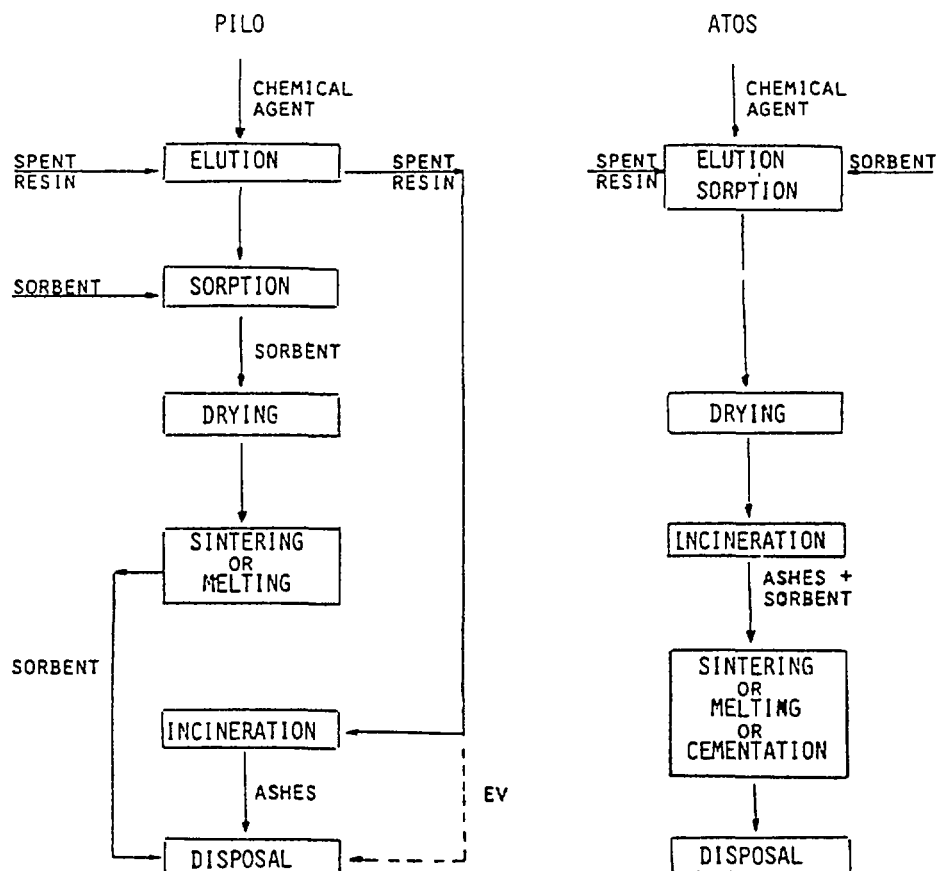 PILO
CHEMICAL
AGENT
SPENT
RESIN
ELUTION
SPENT
RESIN
SORBENT
SORPTION
SORBENT
DRYING
SINTERING
OR
MELTING
SORBENT
INCINERATION
ASHES
EV
DISPOSAL
ATOS
CHEMICAL
AGENT
SPENT
RESIN
ELUTION
SORPTION
SORBENT
DRYING
INCINERATION
ASHES +
SORBENT
SINTERING
OR
MELTING
OR
CEMENTATION
DISPOSAL